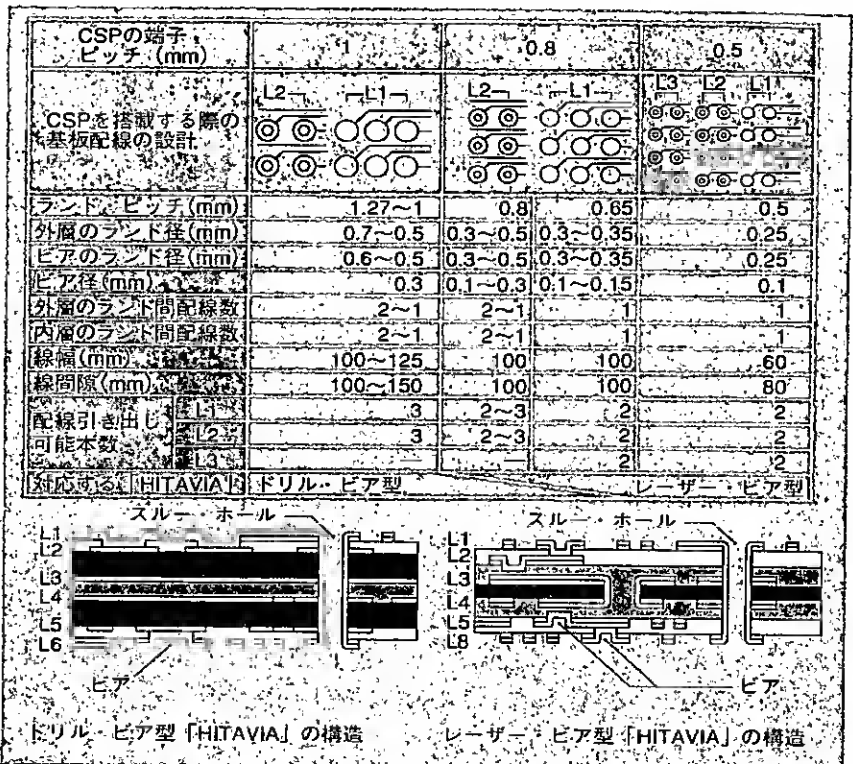 CSPの端子
ピッチ (mm) 1 0.8 0.5
CSPを搭載する際の
基板配線の設計
L2 L1 L2 L1 L3 L2 L1
ランド・ピッチ(mm) 1.27〜1 0.8 0.65 0.5
外層のランド径(mm) 0.7〜0.5 0.3〜0.5 0.3〜0.35 0.25
ビアのランド径(mm) 0.6〜0.5 0.3〜0.5 0.3〜0.35 0.25
ビア径(mm) 0.3 0.1〜0.3 0.1〜0.15 0.1
外層のランド間配線数 2〜1 2〜1 1 1
内層のランド間配線数 2〜1 2〜1 1 1
線幅(mm) 100〜125 100 100 60
線間隙(mm) 100〜150 100 100 80
配線引き出し
可能本数
L1 3 2〜3 2 2
L2 3 2〜3 2 2
L3 — — 2 2
対応する「HITAVIA」 ドリル・ビア型 レーザー・ビア型
スルー・ホール
L1
L2
L3
L4
L5
L6
ビア
ドリル・ビア型「HITAVIA」の構造
スルー・ホール
L1
L2
L3
L4
L5
L8
ビア
レーザー・ビア型「HITAVIA」の構造